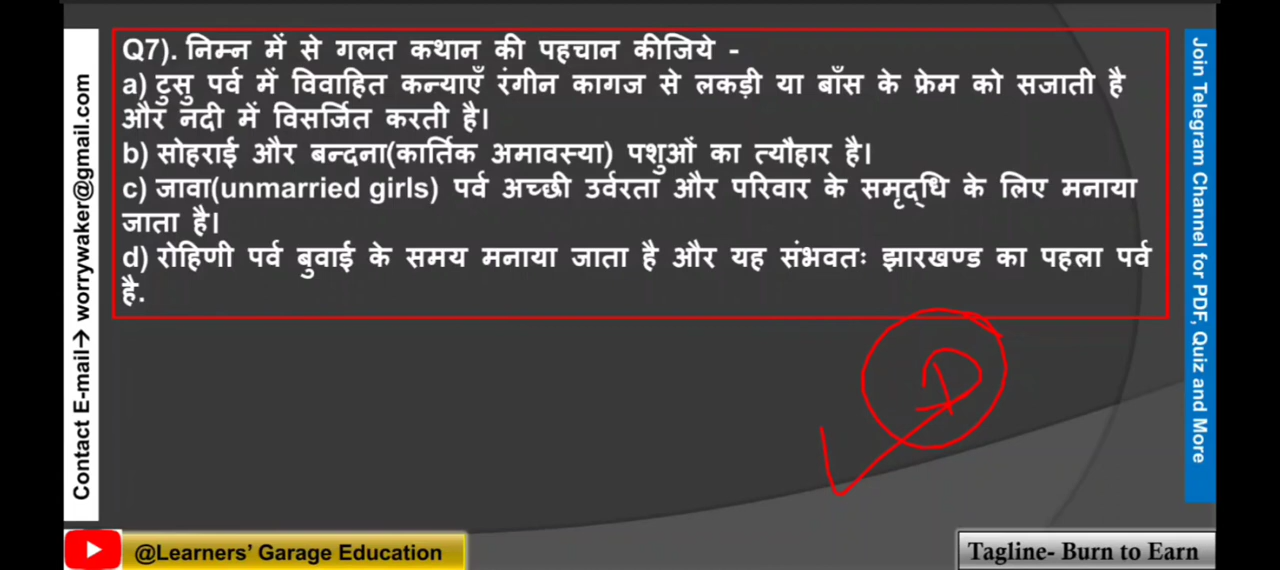 Q7). निम्न में से गलत कथान की पहचान कीजिये -
a) टुसु पर्व में विवाहित कन्याएँ रंगीन कागज से लकड़ी या बाँस के फ्रेम को सजाती है
और नदी में विसर्जित करती है।
b) सोहराई और बन्दना(कार्तिक अमावस्या) पशुओं का त्यौहार है।
c) जावा(unmarried girls) पर्व अच्छी उर्वरता और परिवार के समृद्धि के लिए मनाया
जाता है।
d) रोहिणी पर्व बुवाई के समय मनाया जाता है और यह संभवतः झारखण्ड का पहला पर्व
है.
D
Contact E-mail→ worrywaker@gmail.com
Join Telegram Channel for PDF, Quiz and More
@Learners’ Garage Education
Tagline- Burn to Earn